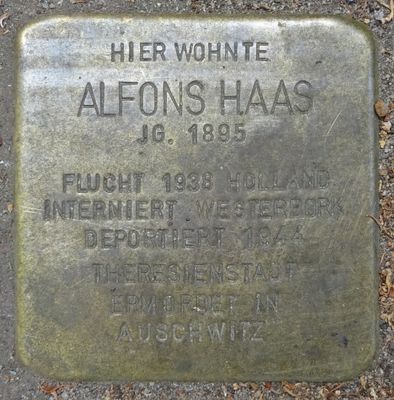 HIER WOHNTE
ALFONS HAAS
JG. 1895
FLUCHT 1938 HOLLAND
INTERNIERT WESTERBORK
DEPORTIERT 1944
THERESIENSTADT
ERMORDET IN
AUSCHWITZ